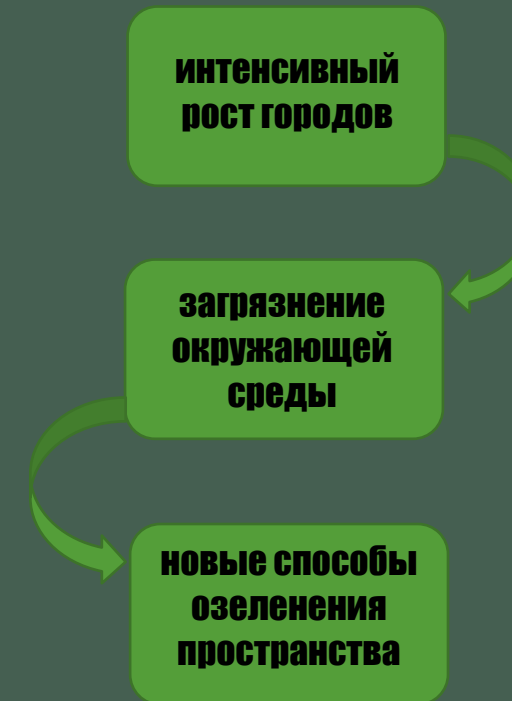 интенсивный
рост городов
загрязнение
окружающей
среды
новые способы
озеленения
пространства